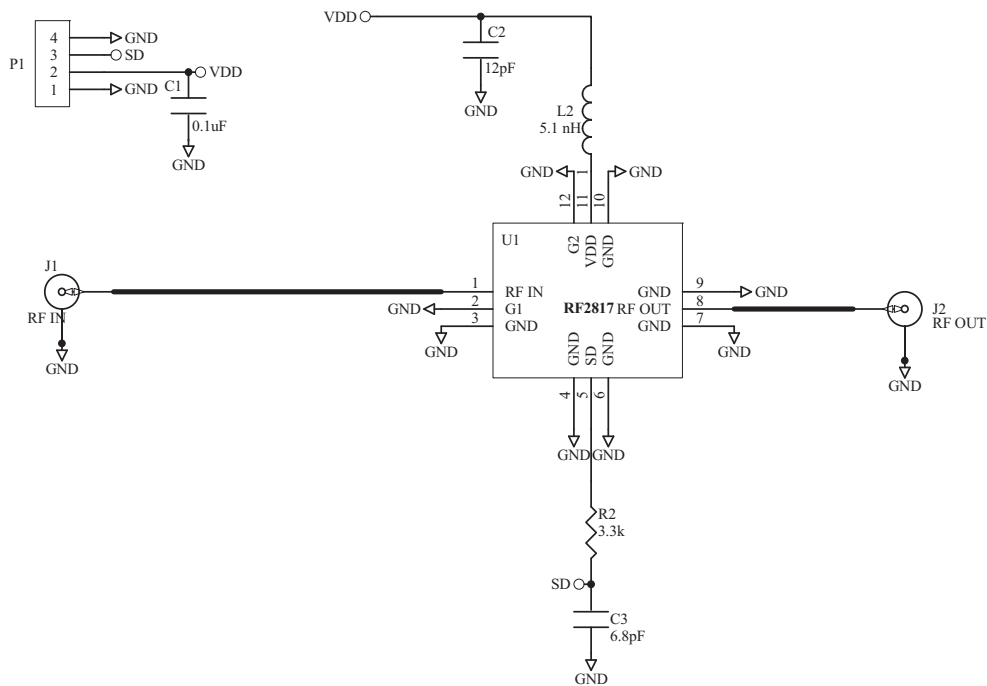 VDD
C2
12pF
GND
P1
4
GND
3
SD
2
VDD
1
GND
C1
0.1uF
GND
L2
5.1 nH
GND
1
GND
12
11
10
U1
G2
VDD
GND
J1
RF IN
GND
1
RF IN
2
GND
G1
3
GND
GND
RF2817
GND
9
GND
RF OUT
8
GND
7
GND
J2
RF OUT
GND
GND
SD
GND
4
5
6
GND
GND
R2
3.3k
SD
C3
6.8pF
GND